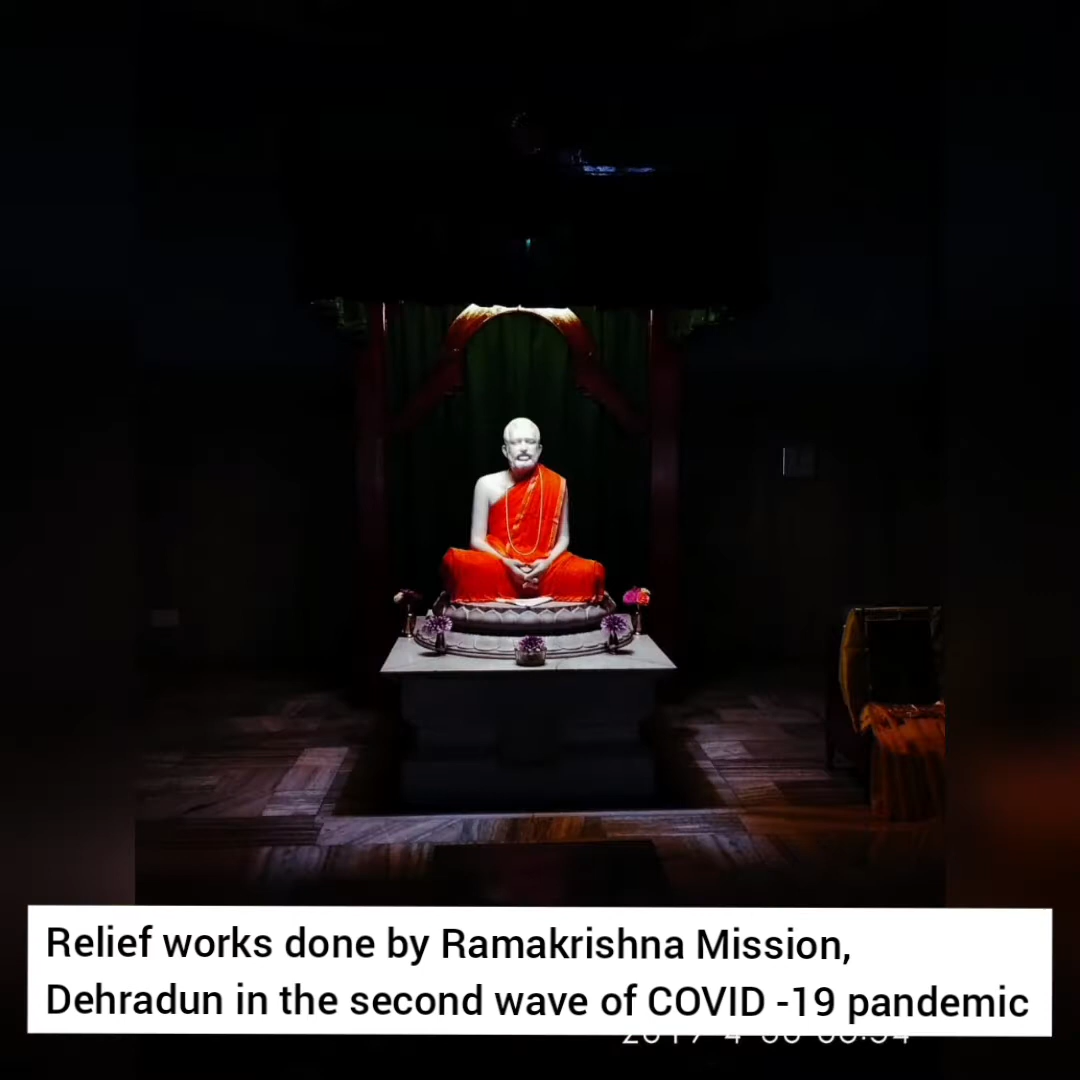 Relief works done by Ramakrishna Mission,
Dehradun in the second wave of COVID -19 pandemic